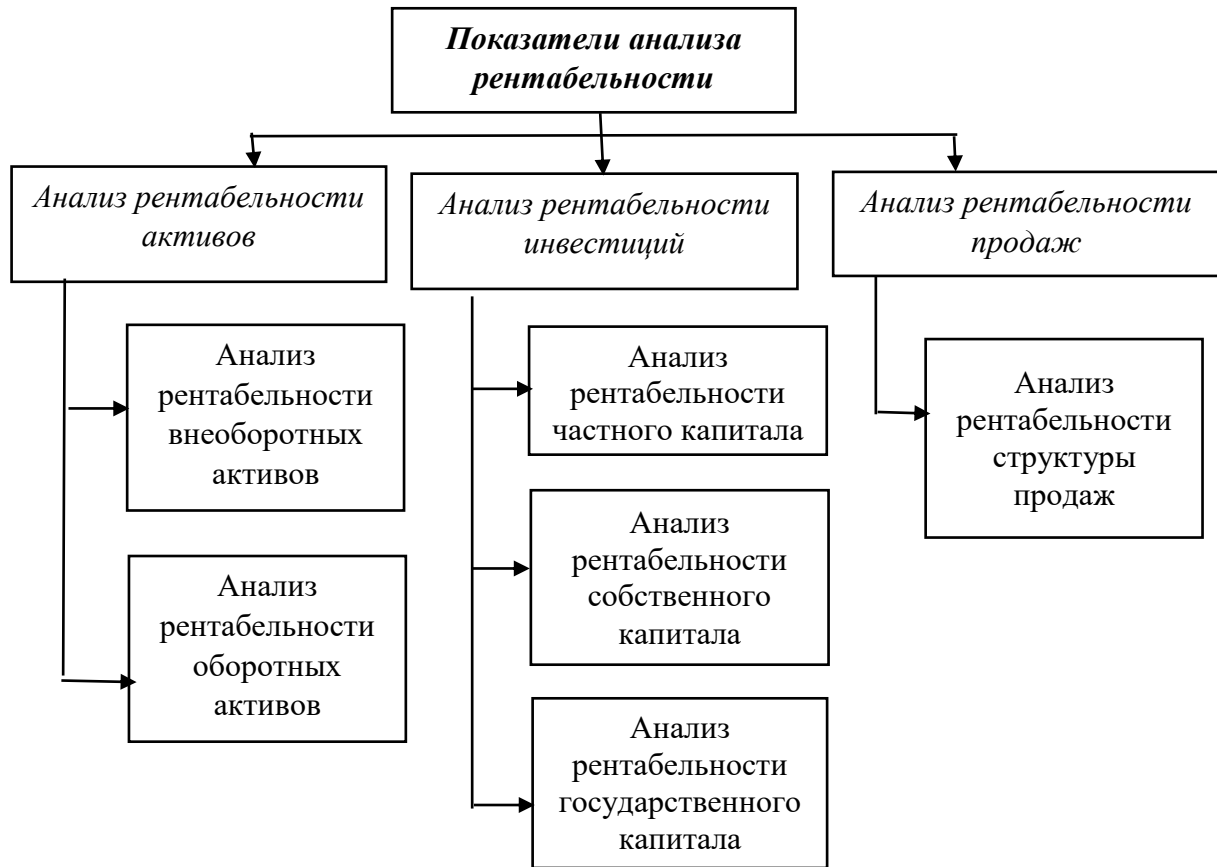 Показатели анализа
рентабельности
Анализ рентабельности
активов
Анализ рентабельности
инвестиций
Анализ рентабельности
продаж
Анализ
рентабельности
внеоборотных
активов
Анализ
рентабельности
оборотных
активов
Анализ
рентабельности
частного капитала
Анализ
рентабельности
собственного
капитала
Анализ
рентабельности
государственного
капитала
Анализ
рентабельности
структуры
продаж